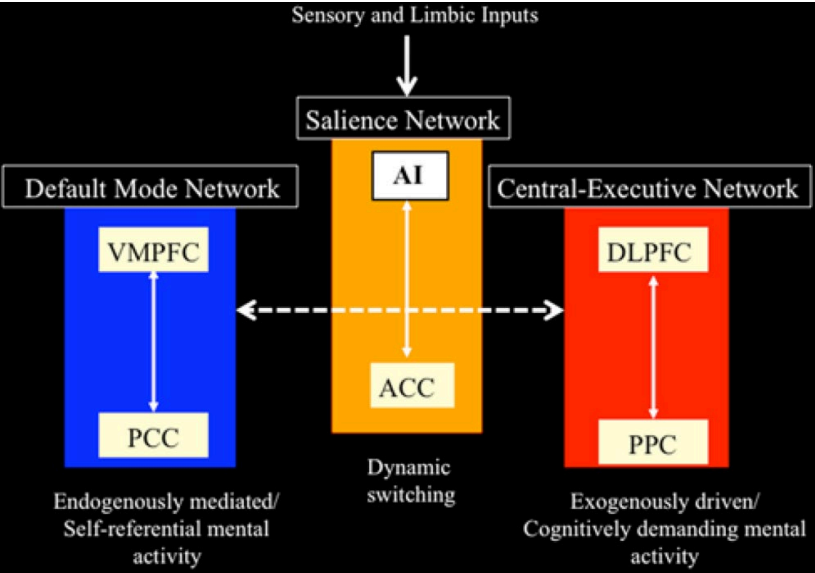 Sensory and Limbic Inputs
Salience Network
AI
Default Mode Network
Central-Executive Network
VMPFC
DLPFC
ACC
PCC
PPC
Dynamic
switching
Endogenously mediated/
Self-referential mental
activity
Exogenously driven/
Cognitively demanding mental
activity